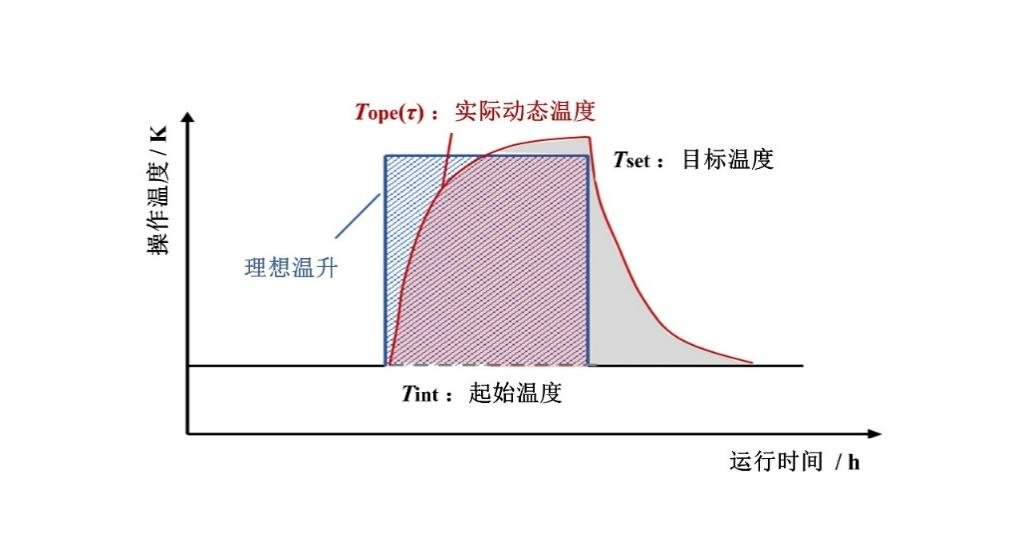 Tope(τ)：实际动态温度
操作温度 / K
Tset：目标温度
理想温升
Tint：起始温度
运行时间 / h